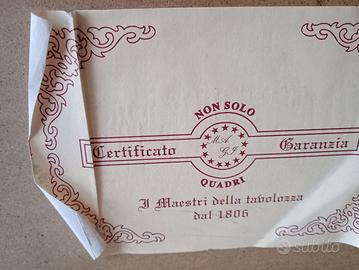 NON SOLO
M.A.
G.I.
Certificato Garanzia
QUADRI
I Maestri della tavolozza
dal 1806
subito